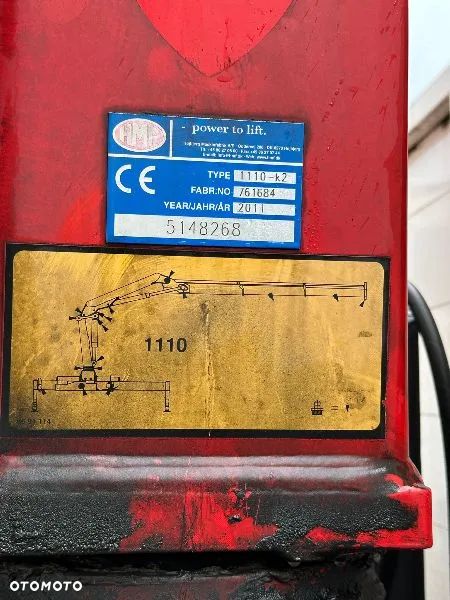 HMF
power to lift.
CE
TYPE 1110-k2
FABR:NO. 761684
YEAR/JAHR/ÅR 2011
5148268
1110
OTOMOTO